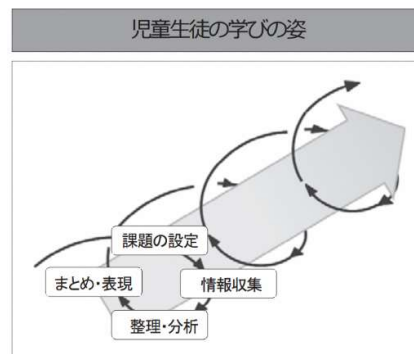 児童生徒の学びの姿
課題の設定
まとめ・表現
情報収集
整理・分析